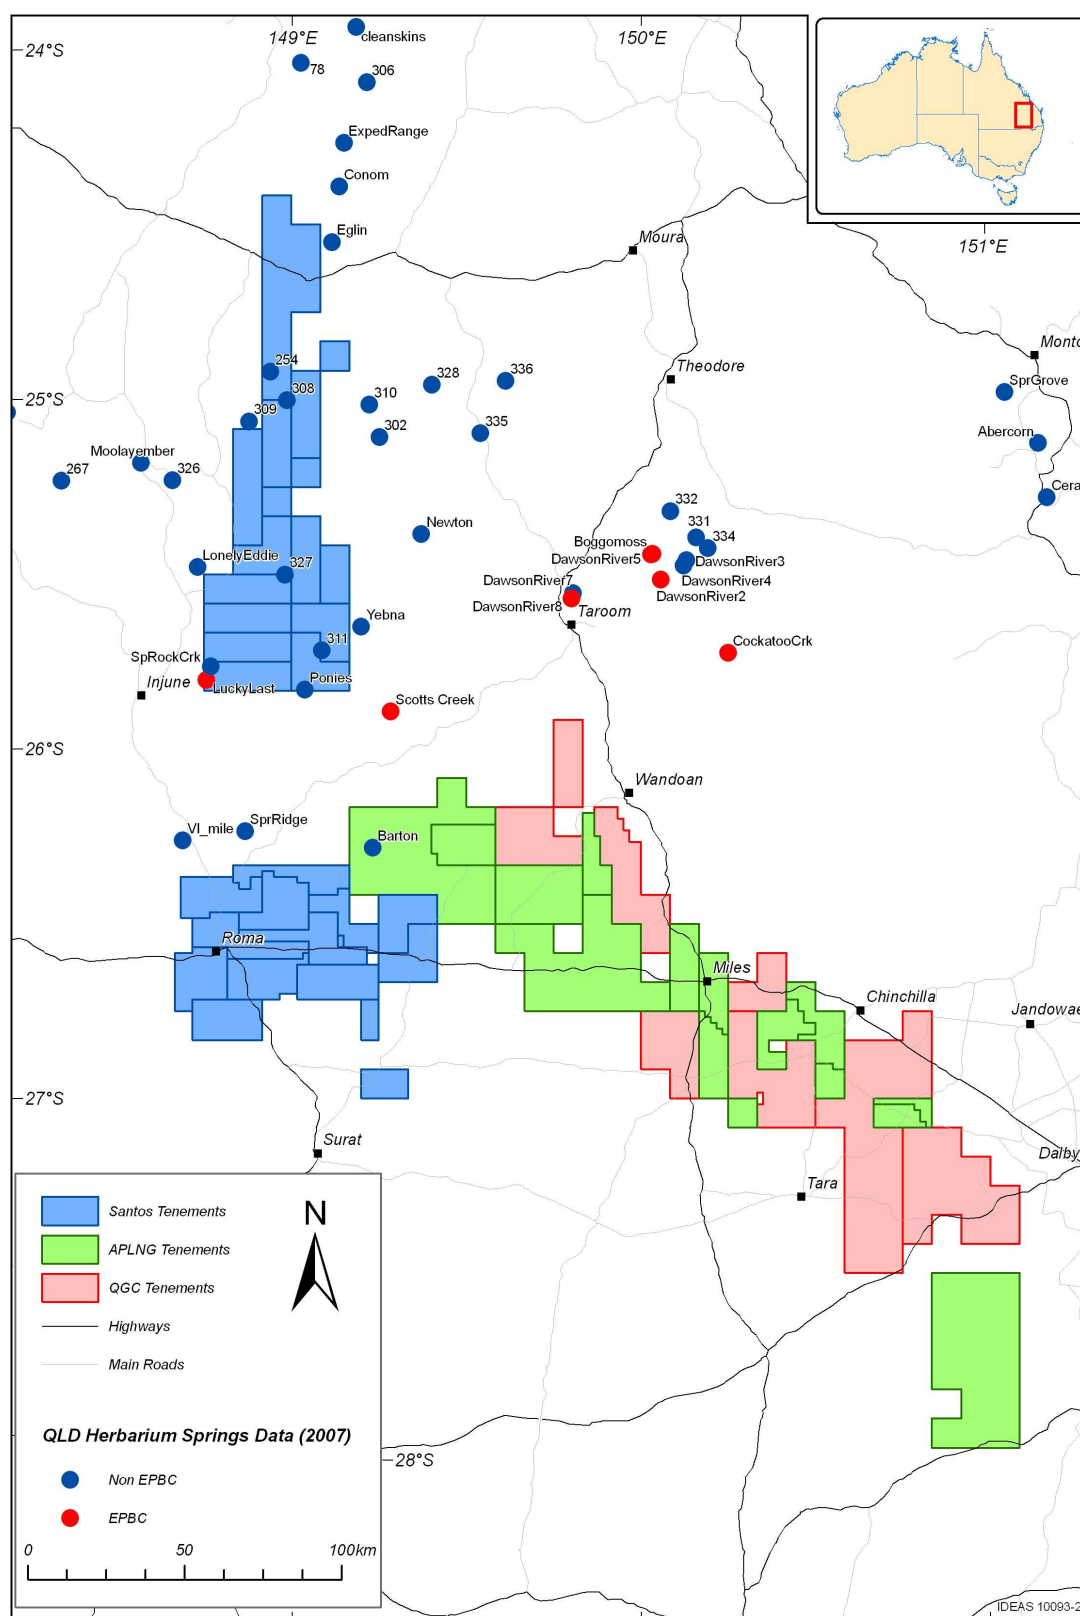 149°E
cleanskins
150°E
24°S
78
306
ExpedRange
Conom
Eglin
Moura
151°E
254
308
309
310
328
336
Theodore
Monto
SprGrove
25°S
302
335
Abercorn
Moolayember
267
326
Cera
332
Newton
331
334
Boggomoss
DawsonRiver5
DawsonRiver3
LonelyEddie
327
DawsonRiver7
DawsonRiver4
DawsonRiver2
DawsonRiver8
Taroom
Yebna
311
CockatooCrk
SpRockCrk
Injune
LuckyLast
Ponies
Scotts Creek
26°S
Wandoan
VI_mile
SprRidge
Barton
Roma
Miles
Chinchilla
Jandowae
27°S
Surat
Dalby
Tara
Santos Tenements
N
APLNG Tenements
QGC Tenements
Highways
Main Roads
QLD Herbarium Springs Data (2007)
28°S
Non EPBC
EPBC
0 50 100km
IDEAS 10093-2